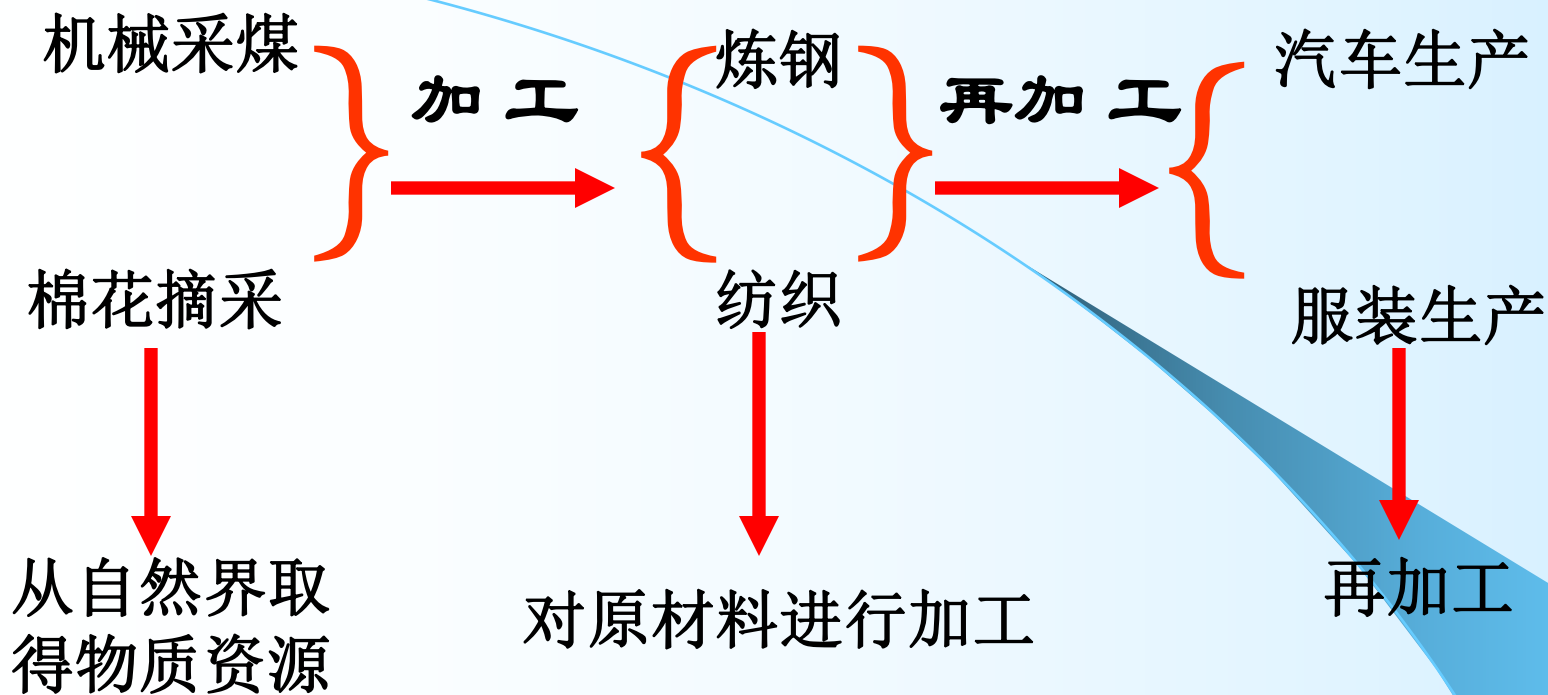 机械采煤
加工
炼钢
再加工
汽车生产
棉花摘采
纺织
服装生产
从自然界取
得物质资源
对原材料进行加工
再加工